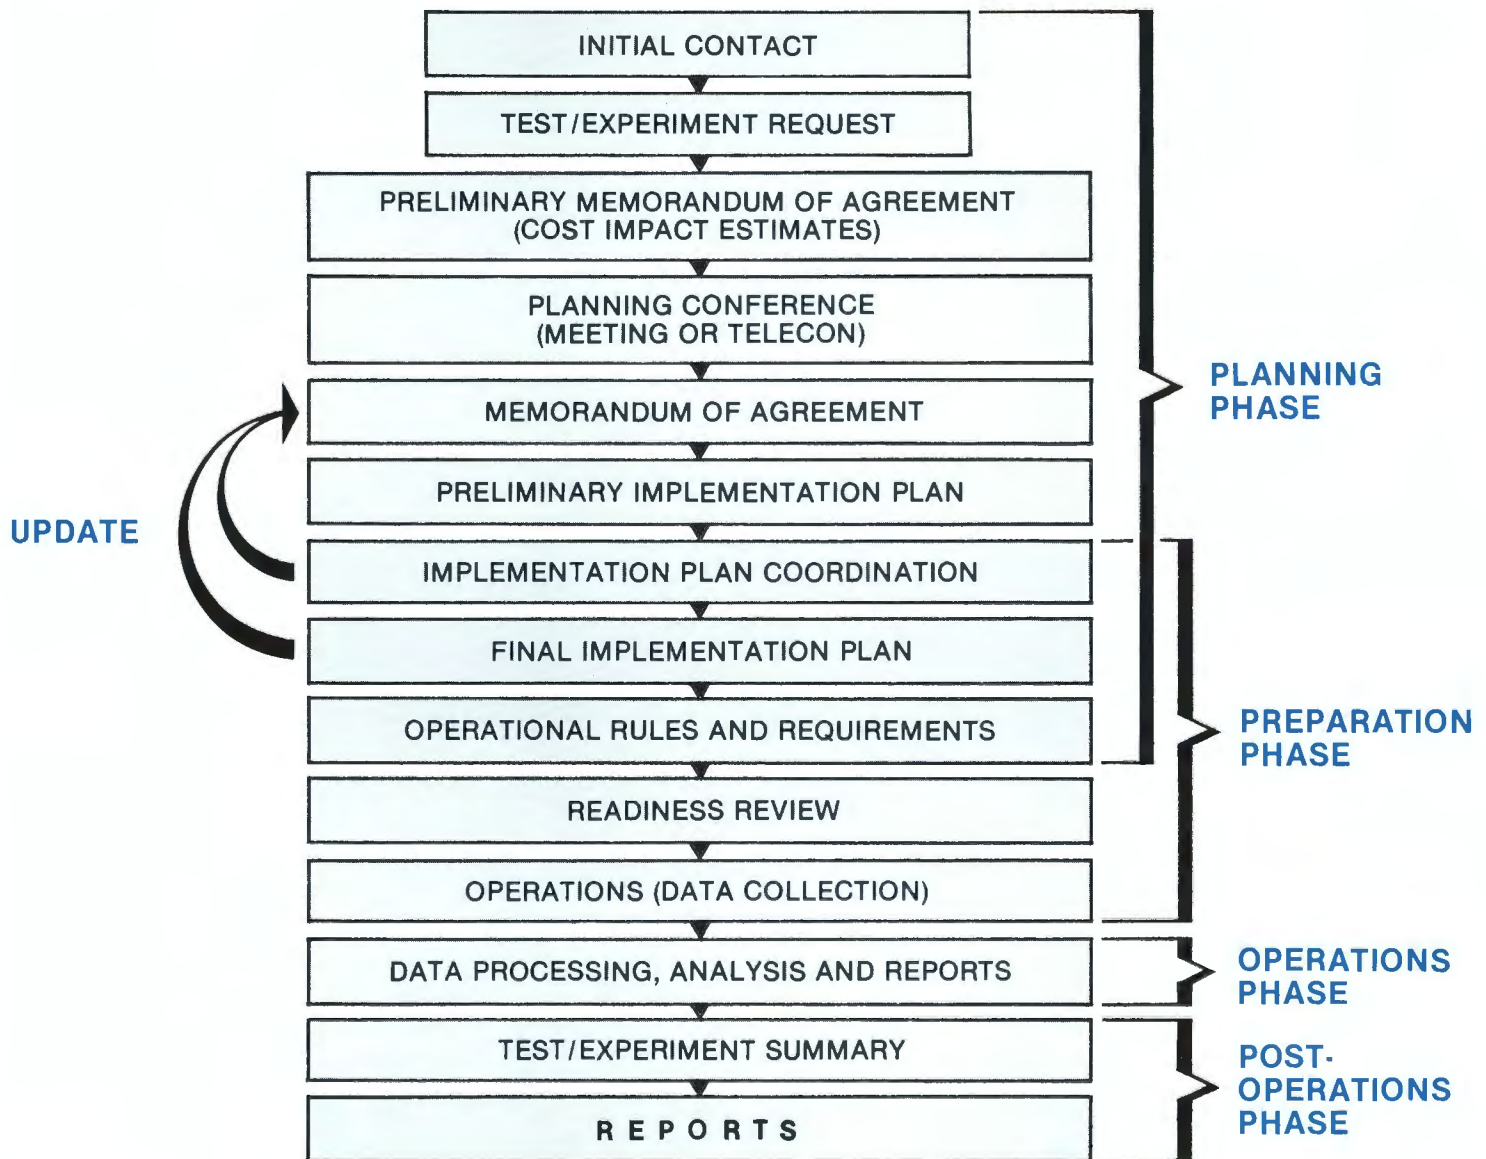 INITIAL CONTACT
TEST/EXPERIMENT REQUEST
PRELIMINARY MEMORANDUM OF AGREEMENT
(COST IMPACT ESTIMATES)
PLANNING CONFERENCE
(MEETING OR TELECON)
MEMORANDUM OF AGREEMENT
PRELIMINARY IMPLEMENTATION PLAN
IMPLEMENTATION PLAN COORDINATION
FINAL IMPLEMENTATION PLAN
OPERATIONAL RULES AND REQUIREMENTS
READINESS REVIEW
OPERATIONS (DATA COLLECTION)
DATA PROCESSING, ANALYSIS AND REPORTS
TEST/EXPERIMENT SUMMARY
REPORTS
UPDATE
PLANNING
PHASE
PREPARATION
PHASE
OPERATIONS
PHASE
POST-
OPERATIONS
PHASE